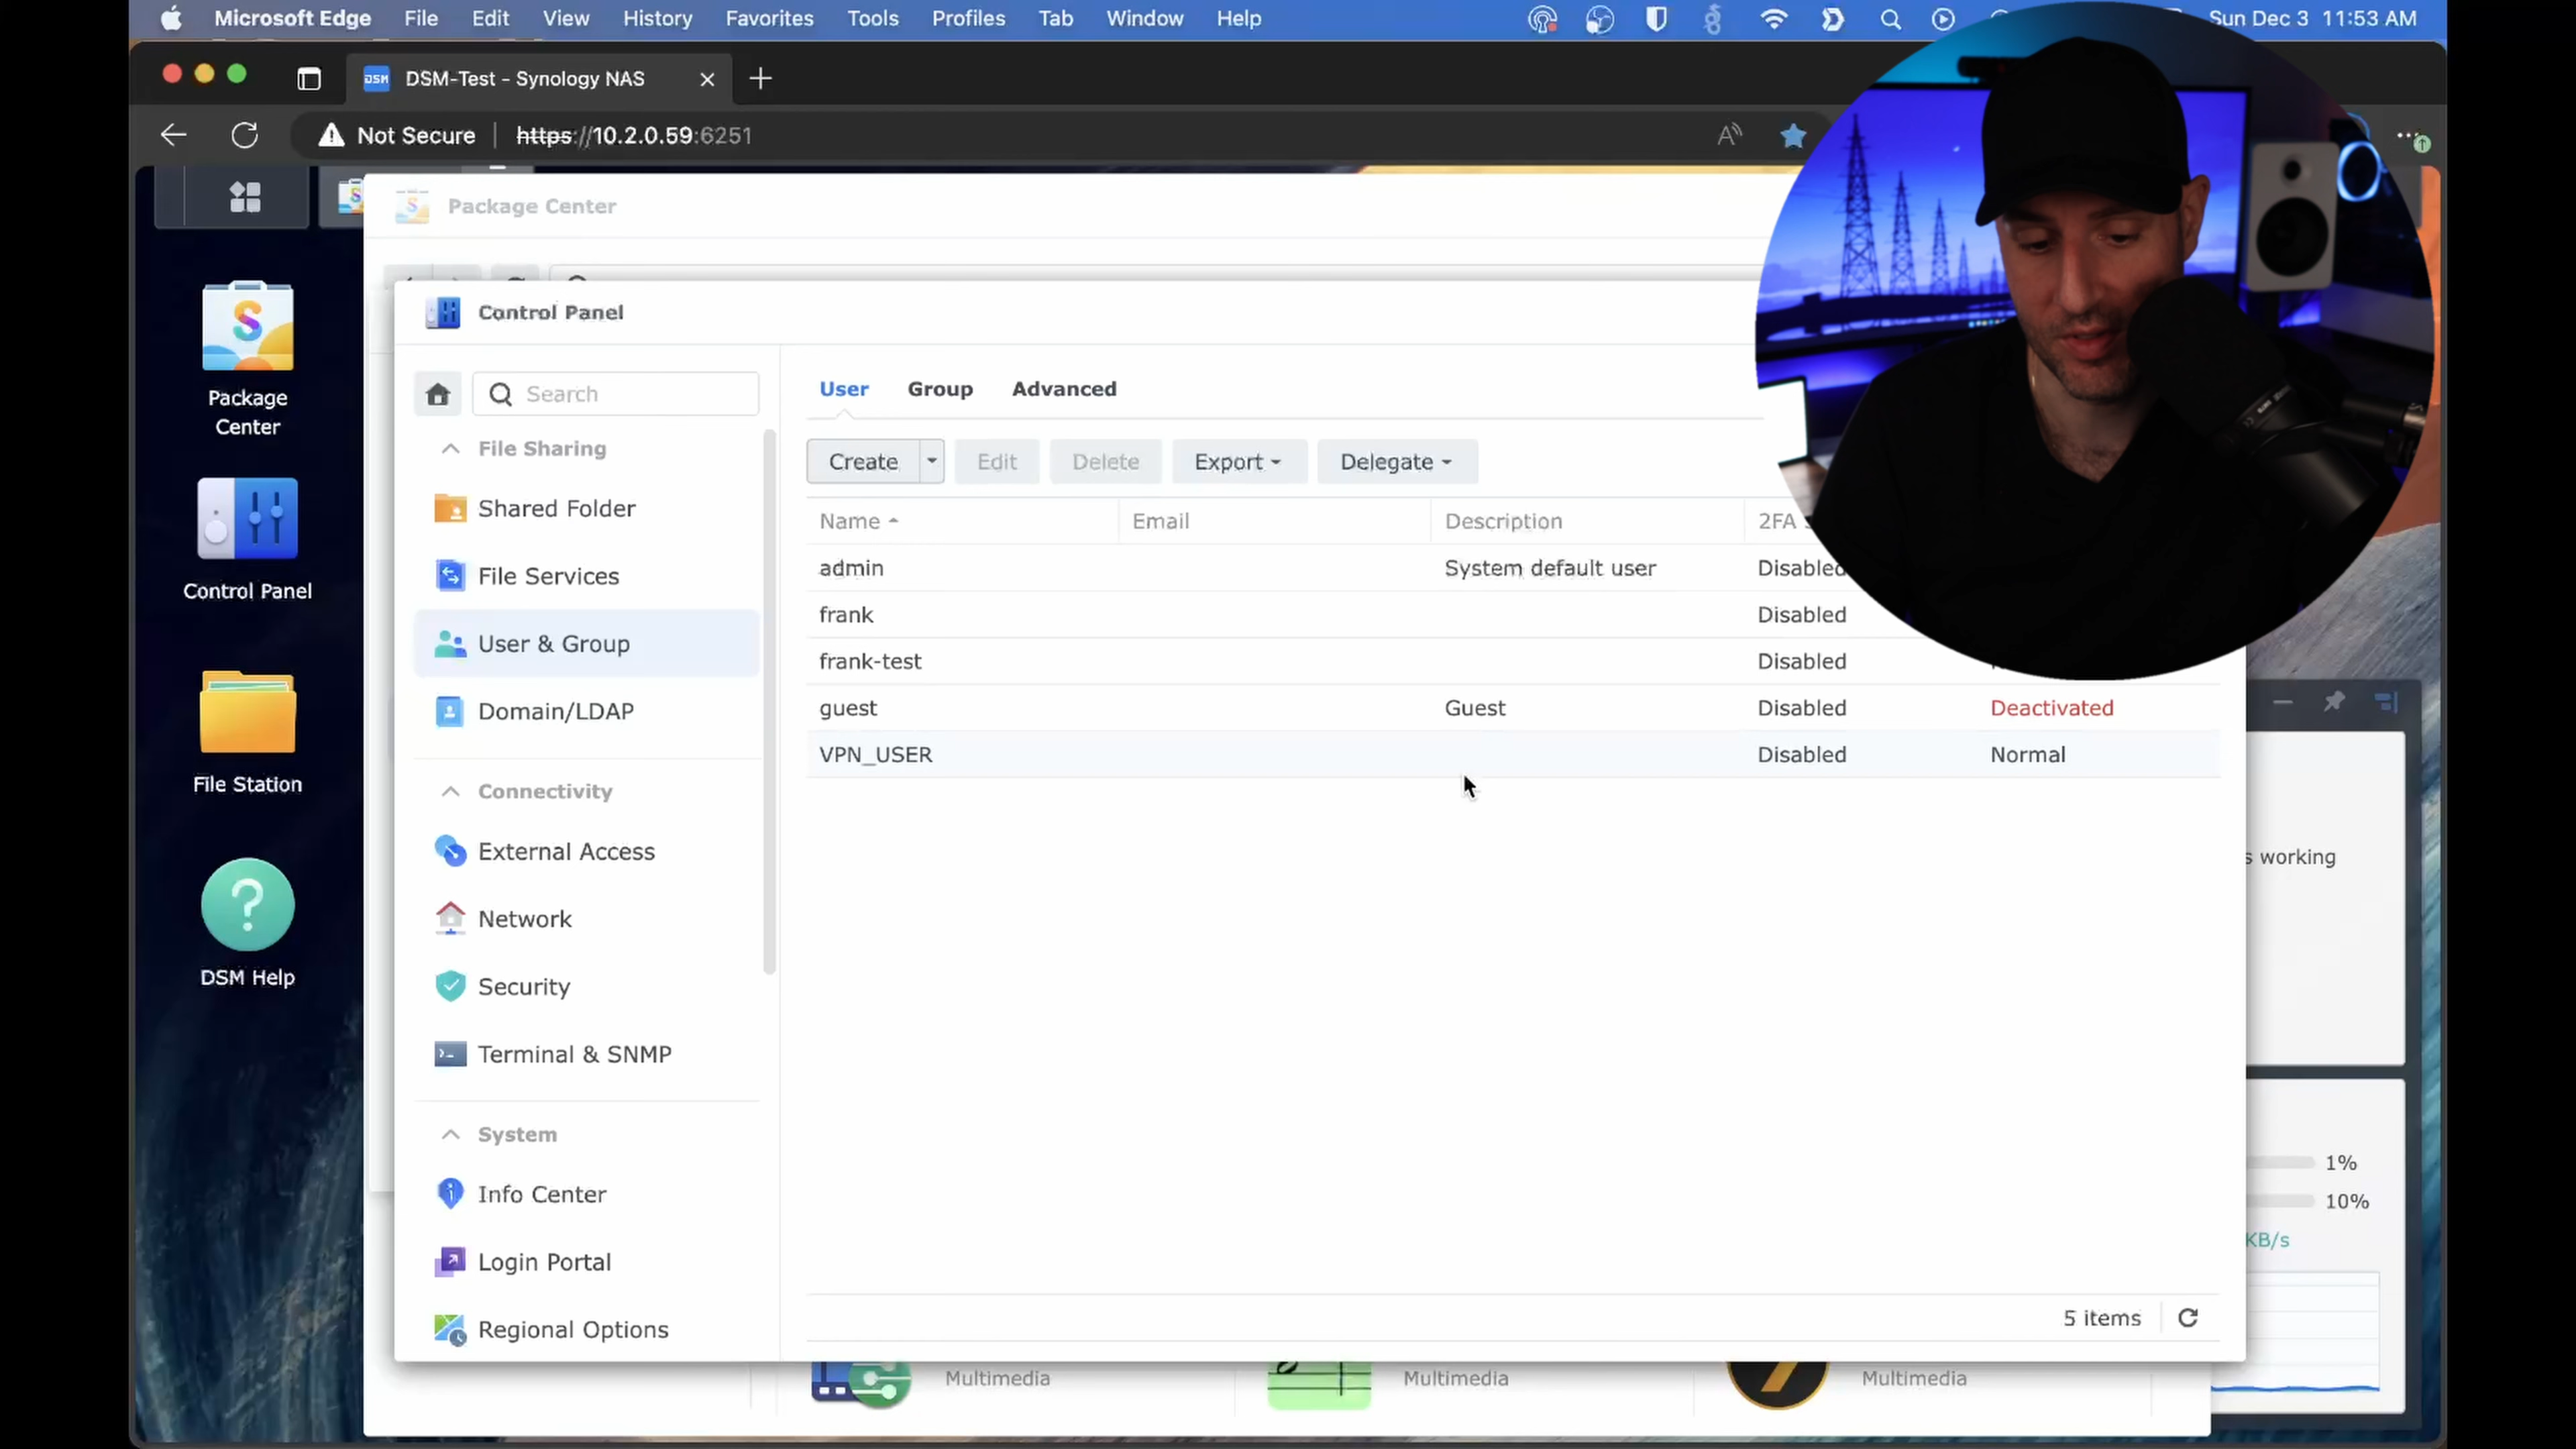 Microsoft Edge File Edit View History Favorites Tools Profiles Tab Window Help Sun Dec 3 11:53 AM
DSM DSM-Test - Synology NAS
Not Secure https://10.2.0.59:6251
Package Center
Package
Center
Control Panel
File Station
DSM Help
Control Panel
Search
File Sharing
Shared Folder
File Services
User & Group
Domain/LDAP
Connectivity
External Access
Network
Security
Terminal & SNMP
System
Info Center
Login Portal
Regional Options
User Group Advanced
Create Edit Delete Export Delegate
Name Email Description 2FA
admin System default user Disabled
frank Disabled
frank-test Disabled
guest Guest Disabled Deactivated
VPN_USER Disabled Normal
5 items
working
1%
10%
KB/s
Multimedia Multimedia Multimedia